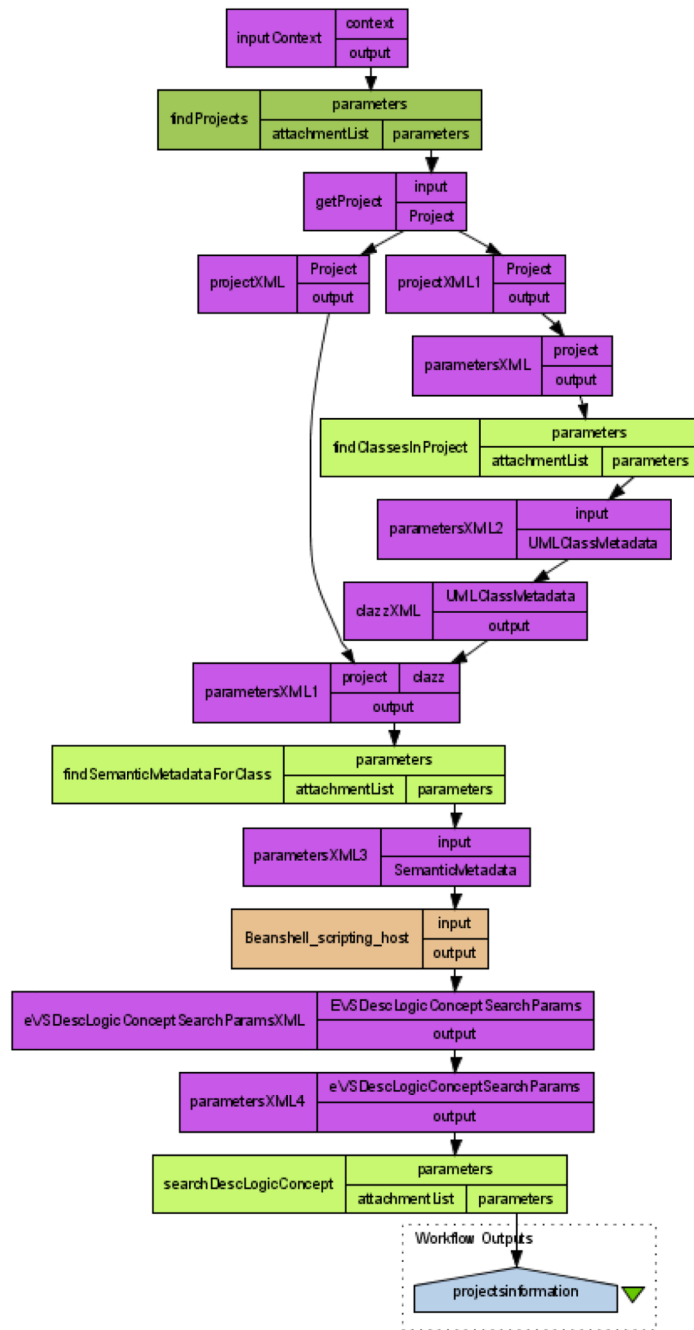 context
inputContext
output
parameters
findProjects
attachmentList parameters
input
getProject
Project
Project Project
projectXML projectXML1
output output
project
parametersXML
output
parameters
findClassesInProject
attachmentList parameters
input
parametersXML2
UMLClassMetadata
UMLClassMetadata
clazzXML
output
project clazz
parametersXML1
output
parameters
findSemanticMetadataForClass
attachmentList parameters
input
parametersXML3
SemanticMetadata
input
Beanshell_scripting_host
output
EVSDescLogicConceptSearchParams
eVSDescLogicConceptSearchParamsXML
output
eVSDescLogicConceptSearchParams
parametersXML4
output
parameters
searchDescLogicConcept
attachmentList parameters
Workflow Outputs
projectsinformation